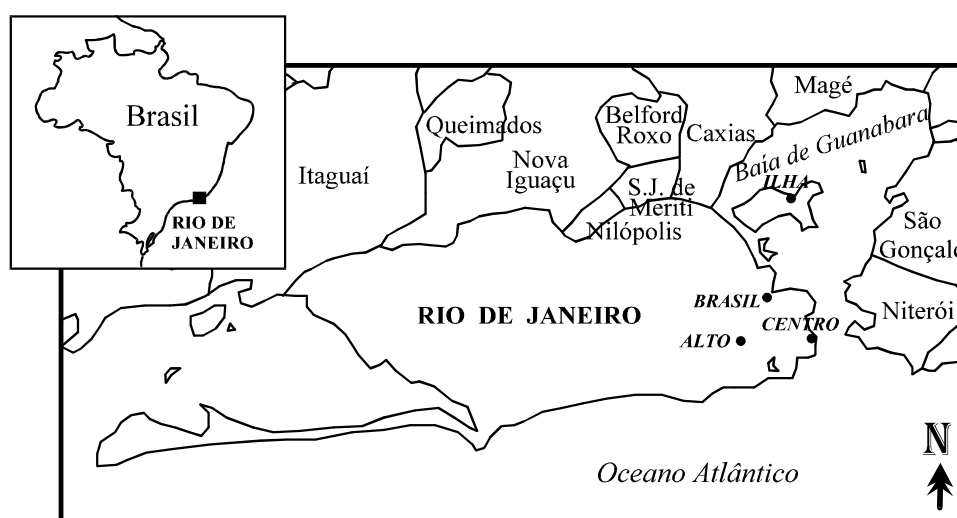 Brasil
RIO DE
JANEIRO
Itaguaí
Queimados
Nova
Iguaçu
Belford
Roxo
Caxias
Magé
Baía de Guanabara
ILHA
S.J. de
Meriti
Nilópolis
São
Gonçalo
Niterói
RIO DE JANEIRO
BRASIL
CENTRO
ALTO
N
Oceano Atlântico